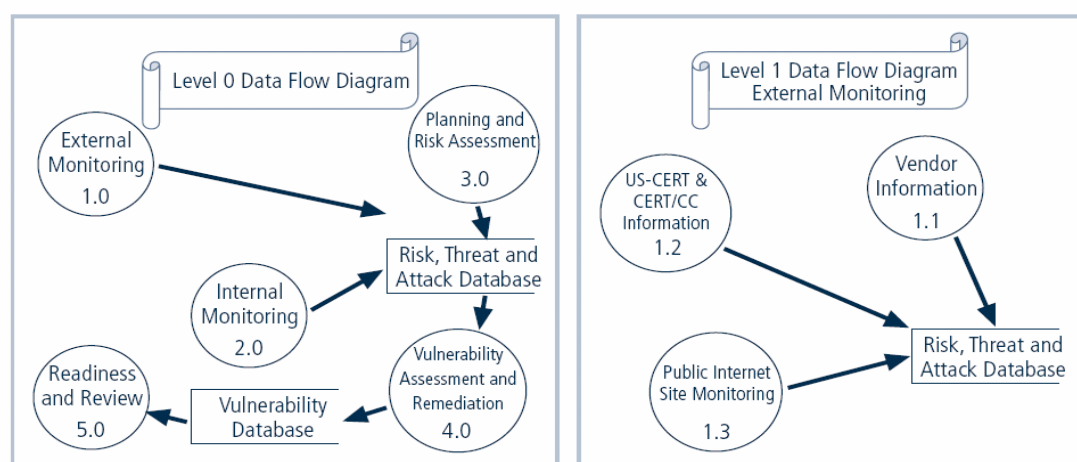 Level 0 Data Flow Diagram
External
Monitoring
1.0
Planning and
Risk Assessment
3.0
Risk, Threat and
Attack Database
Internal
Monitoring
2.0
Vulnerability
Assessment and
Remediation
4.0
Readiness
and Review
5.0
Vulnerability
Database
Level 1 Data Flow Diagram
External Monitoring
US-CERT &
CERT/CC
Information
1.2
Vendor
Information
1.1
Risk, Threat and
Attack Database
Public Internet
Site Monitoring
1.3